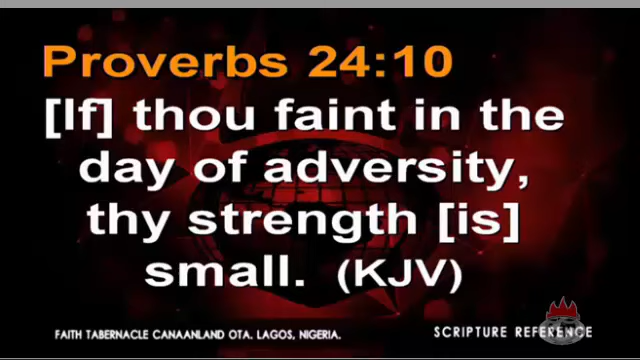 Proverbs 24:10
[If] thou faint in the
day of adversity,
thy strength [is]
small. (KJV)
FAITH TABERNACLE CANAANLAND OTA. LAGOS, NIGERIA.
SCRIPTURE REFERENCE